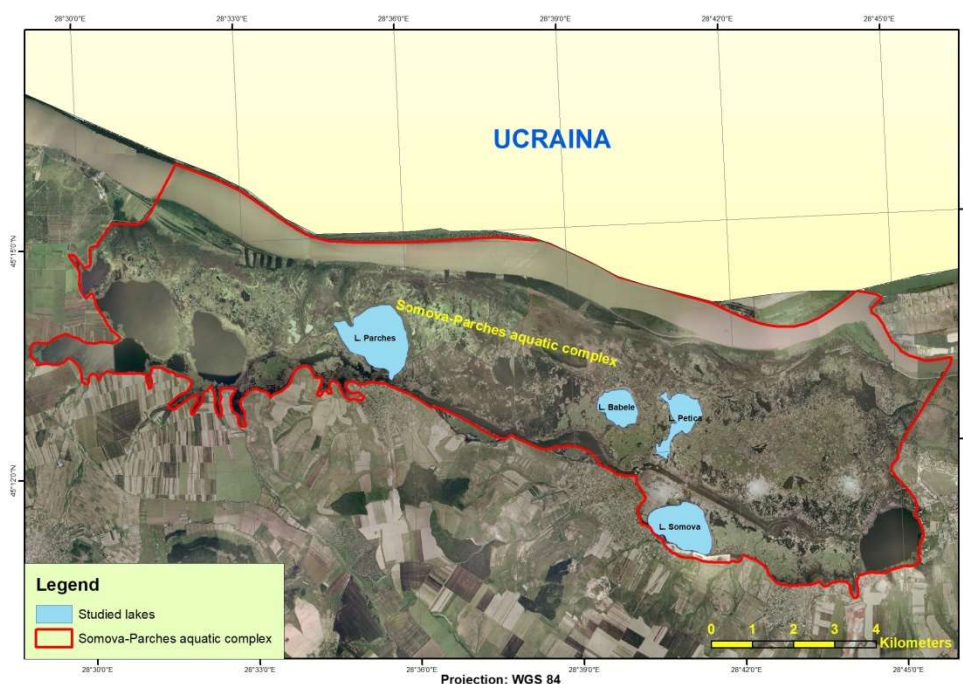 28°30'0"E 28°33'0"E 28°36'0"E 28°39'0"E 28°42'0"E 28°45'0"E
UCRAINA
45°15'0"N
Somova-Parches aquatic complex
L. Parches
L. Babele
L. Petica
45°12'0"N
L. Somova
Legend
Studied lakes
Somova-Parches aquatic complex
0 1 2 3 4
Kilometers
28°30'0"E 28°33'0"E 28°36'0"E 28°39'0"E 28°42'0"E 28°45'0"E
Projection: WGS 84